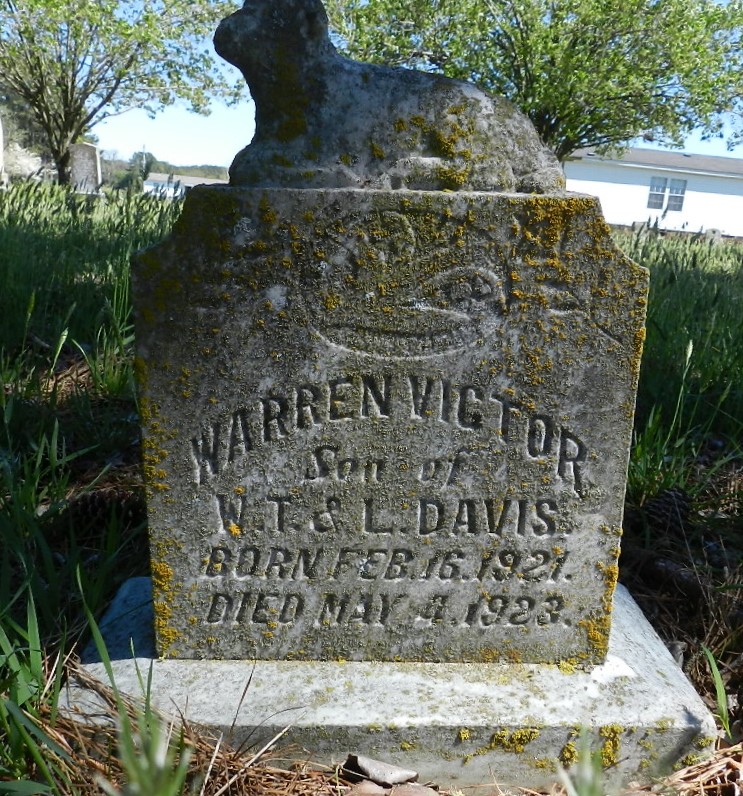 WARREN VICTOR
Son of
W.T. & L. DAVIS.
BORN FEB. 16. 1921.
DIED MAY 4. 1923.